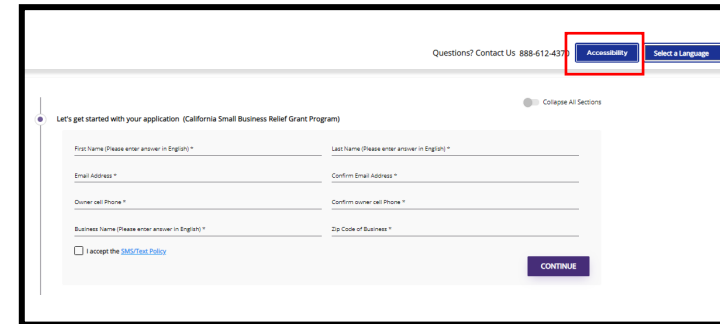 Questions? Contact Us 888-612-4370 Accessibility Select a Language
Collapse All Sections
Let's get started with your application (California Small Business Relief Grant Program)
First Name (Please enter answer in English) * Last Name (Please enter answer in English) *
Email Address * Confirm Email Address *
Owner cell Phone * Confirm owner cell Phone *
Business Name (Please enter answer in English) * Zip Code of Business *
I accept the SMS/Text Policy
CONTINUE